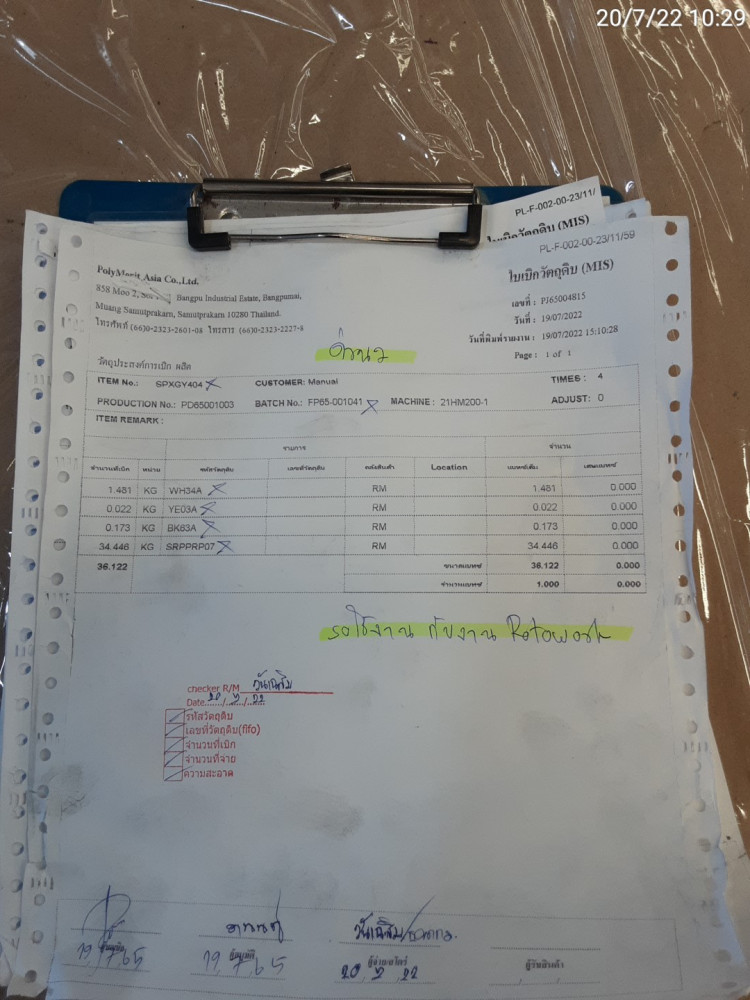 20/7/22 10:29
PL-F-002-00-23/11/
ใบเบิกวัตถุดิบ (MIS)
PL-F-002-00-23/11/59
ใบเบิกวัตถุดิบ (MIS)
PolyMerit Asia Co.,Ltd.
858 Moo 2, Bangpu Industrial Estate, Bangpumai,
Muang Samutprakarn, Samutprakarn 10280 Thailand.
โทรศัพท์ (66)0-2323-2601-08 โทรสาร (66)0-2323-2227-8
เลขที่ : PJ65004815
วันที่ : 19/07/2022
วันที่พิมพ์รายงาน : 19/07/2022 15:10:28
Page : 1 of 1
ด่วน
วัตถุประสงค์การเบิก ผลิต
ITEM No.: SPXGY404 CUSTOMER: Manual TIMES : 4
PRODUCTION No.: PD65001003 BATCH No.: FP65-001041 MACHINE : 21HM200-1 ADJUST: 0
ITEM REMARK :
รายการ จำนวน
จำนวนที่เบิก หน่วย รหัสวัตถุดิบ เลขที่วัตถุดิบ คลังสินค้า Location แบทช์เต็ม เศษแบทช์
1.481 KG WH34A RM 1.481 0.000
0.022 KG YE03A RM 0.022 0.000
0.173 KG BK63A RM 0.173 0.000
34.446 KG SRPPRP07 RM 34.446 0.000
36.122 ขนาดแบทช์ 36.122 0.000
จำนวนแบทช์ 1.000 0.000
รอใช้งาน กับงาน Rotowork
checker R/M วันเฉลิม
Date 20/7/22
รหัสวัตถุดิบ
เลขที่วัตถุดิบ(fifo)
จำนวนที่เบิก
จำนวนที่จ่าย
ความสะอาด
วันเฉลิม/
19/7/65 19/7/65 20/7/22
ผู้อนุมัติ ผู้จ่าย/สโตร์ ผู้รับสินค้า